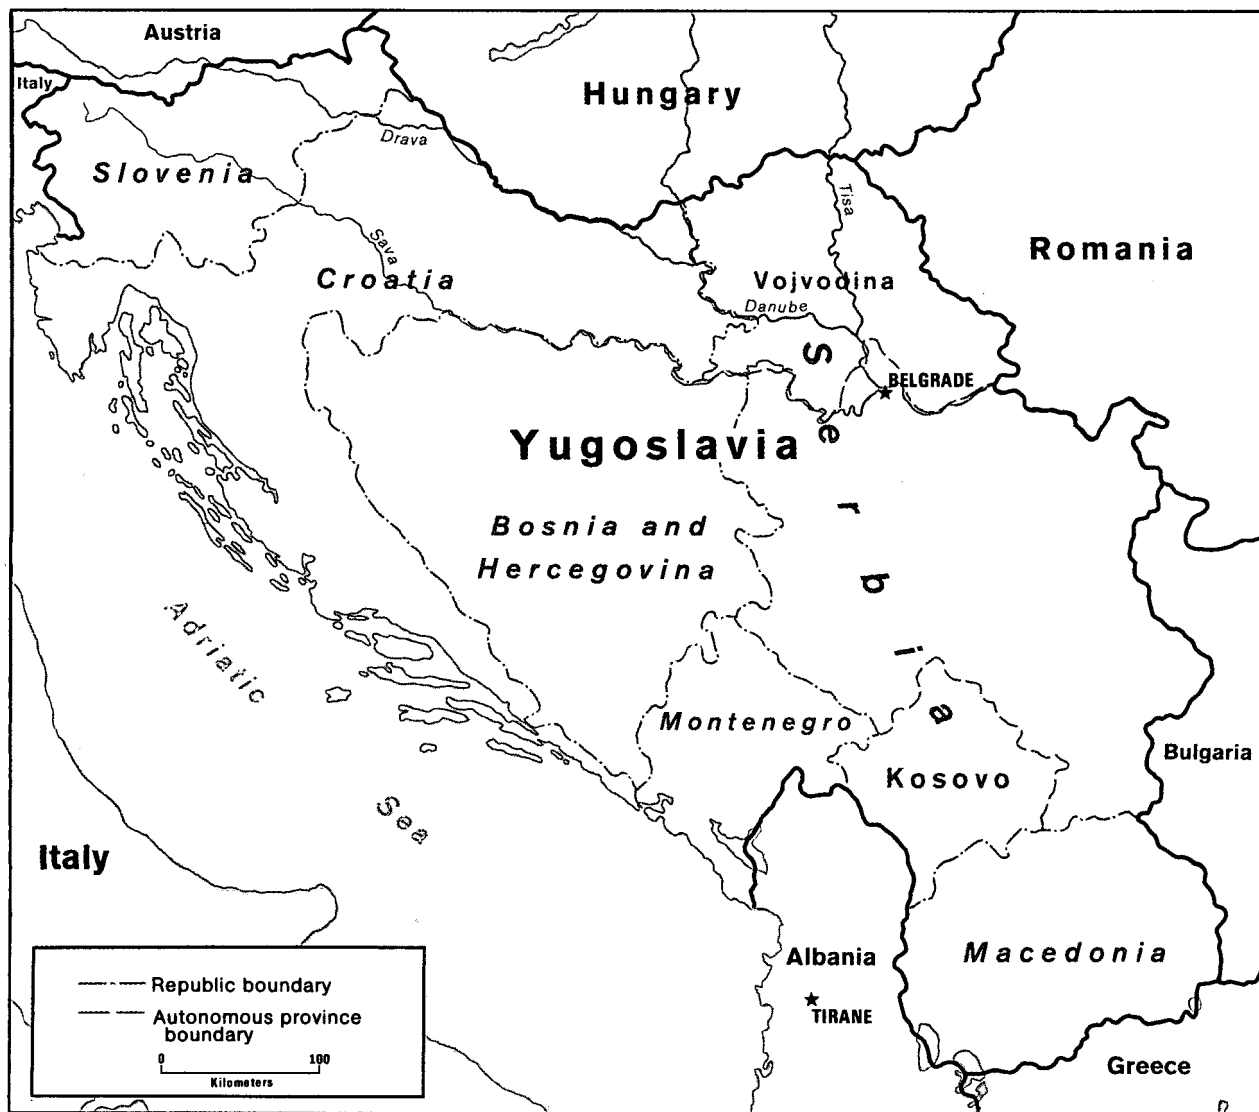 Austria
Italy
Hungary
Drava
Slovenia
Tisa
Sava
Romania
Croatia
Vojvodina
Danube
BELGRADE
Serbia
Yugoslavia
Bosnia and
Hercegovina
Adriatic
Sea
Montenegro
Kosovo
Bulgaria
Italy
Albania
Macedonia
TIRANE
Greece
Republic boundary
Autonomous province
boundary
0 100
Kilometers